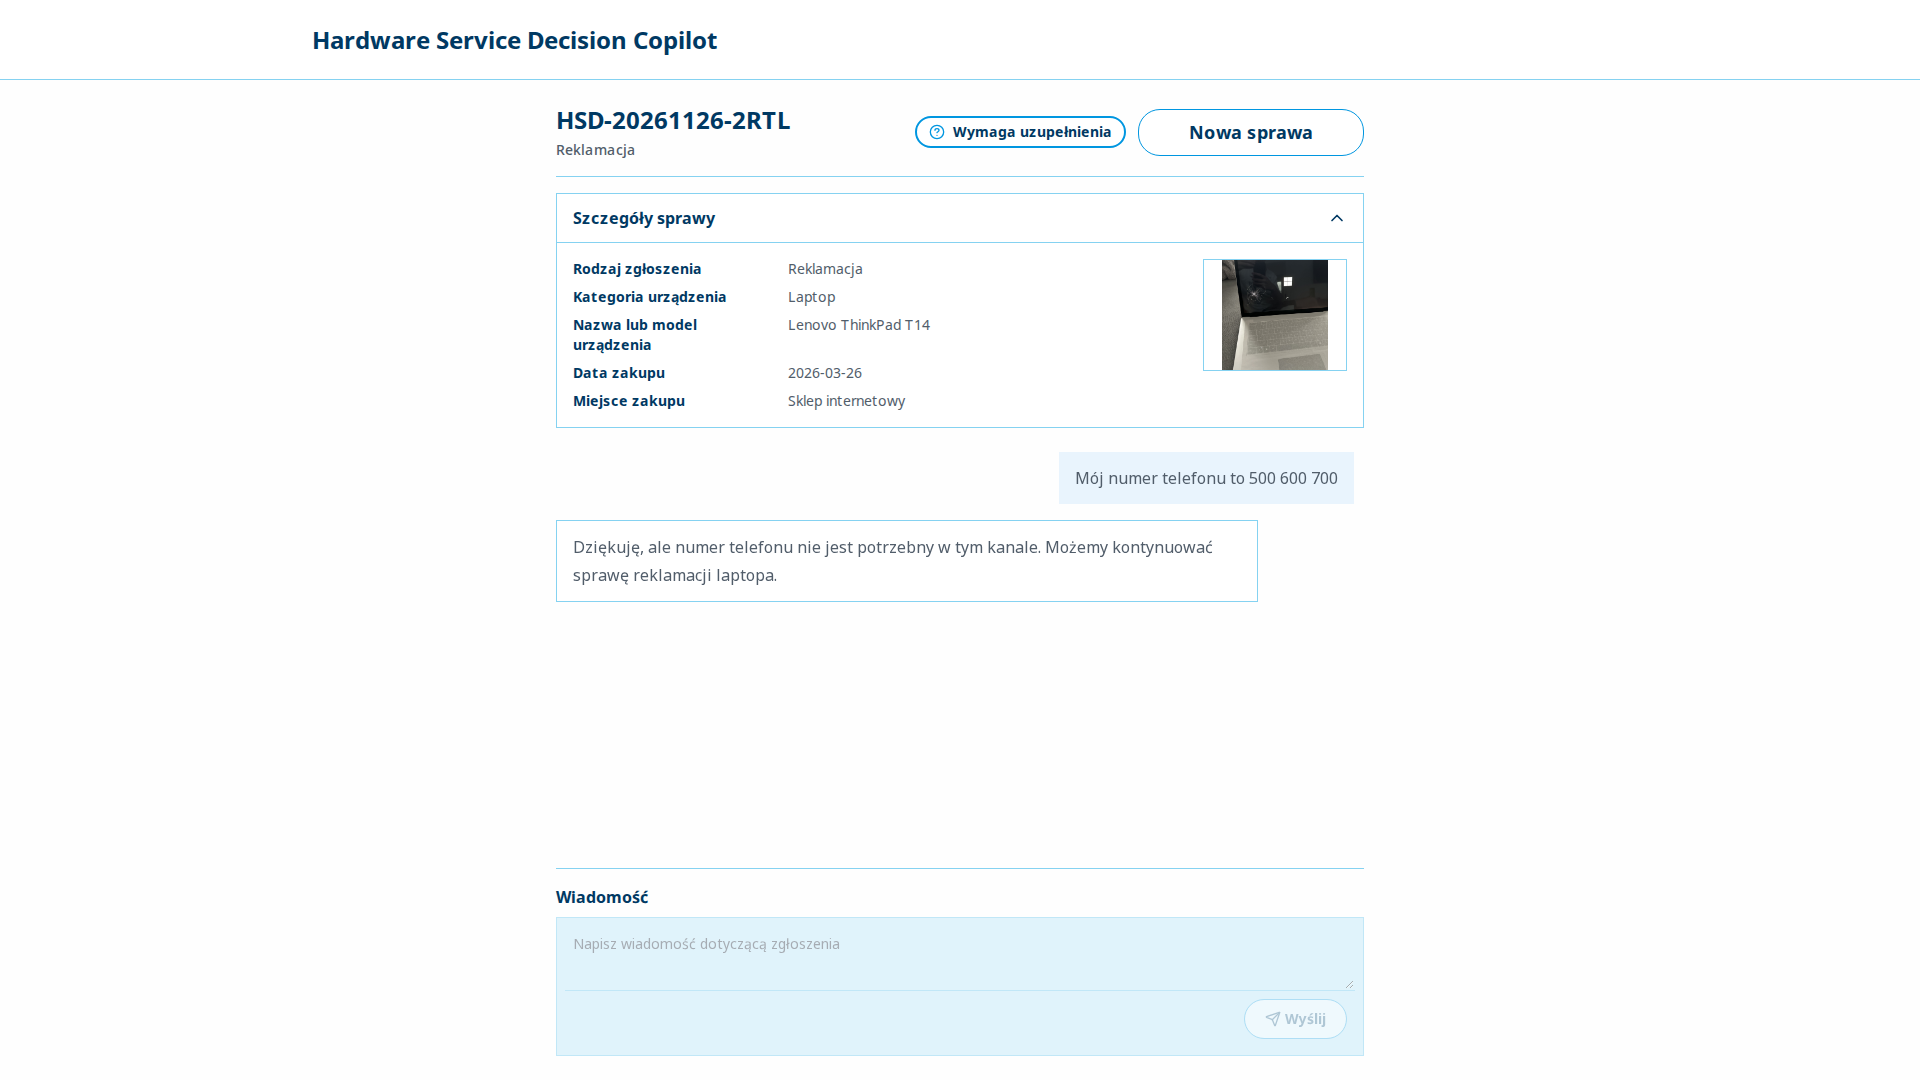 Hardware Service Decision Copilot
HSD-20261126-2RTL
Reklamacja
Wymaga uzupełnienia
Nowa sprawa
Szczegóły sprawy
Rodzaj zgłoszenia
Reklamacja
Kategoria urządzenia
Laptop
Nazwa lub model
urządzenia
Lenovo ThinkPad T14
Data zakupu
2026-03-26
Miejsce zakupu
Sklep internetowy
Mój numer telefonu to 500 600 700
Dziękuję, ale numer telefonu nie jest potrzebny w tym kanale. Możemy kontynuować
sprawę reklamacji laptopa.
Wiadomość
Napisz wiadomość dotyczącą zgłoszenia
Wyślij